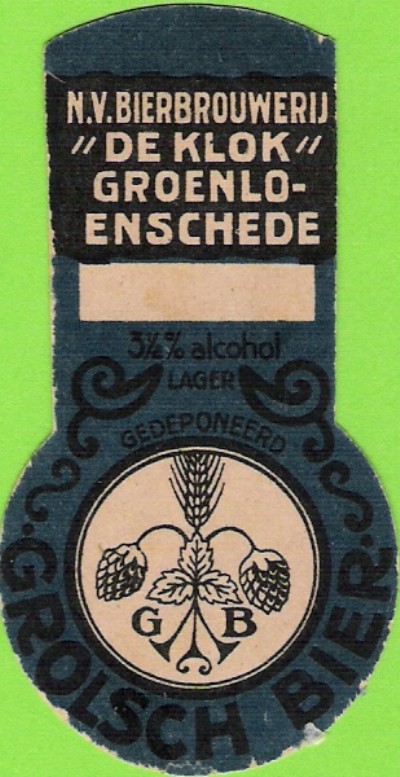 N.V. BIERBROUWERIJ
"DE KLOK"
GROENLO-
ENSCHEDE
3½% alcohol
LAGER
GEDEPONEERD
G B
·GROLSCH BIER·